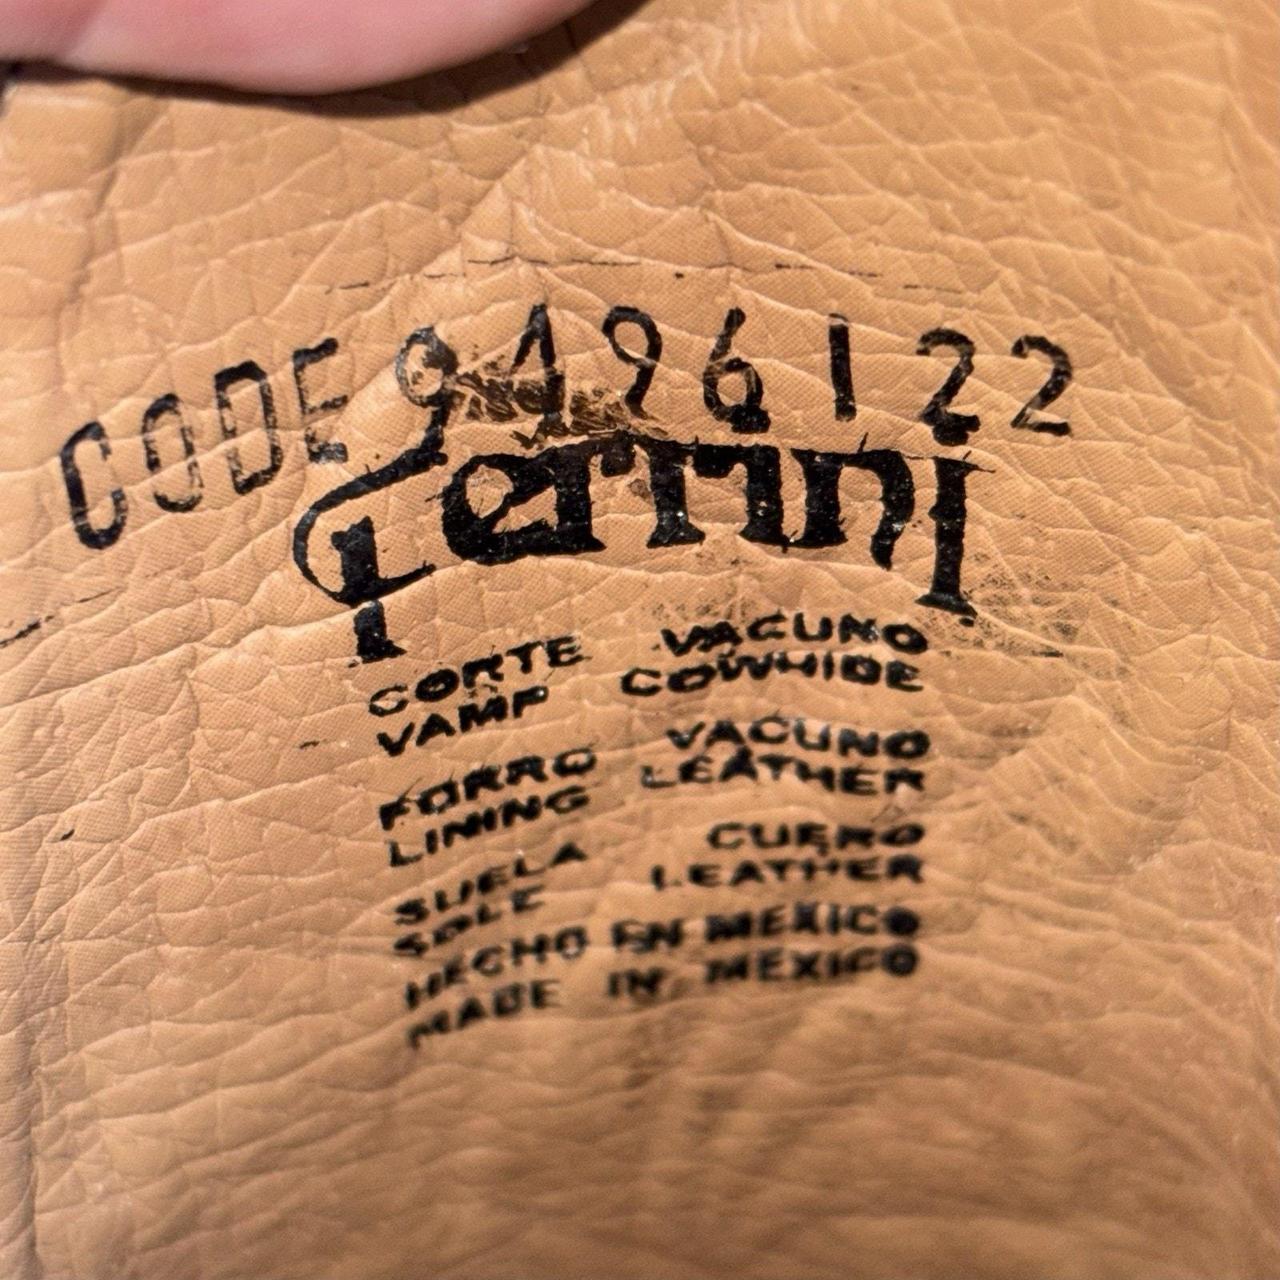 CODE 9496122
Ferrini
CORTE VACUNO
VAMP COWHIDE
FORRO VACUNO
LINING LEATHER
SUELA CUERO
SOLE LEATHER
HECHO EN MEXICO
MADE IN MEXICO